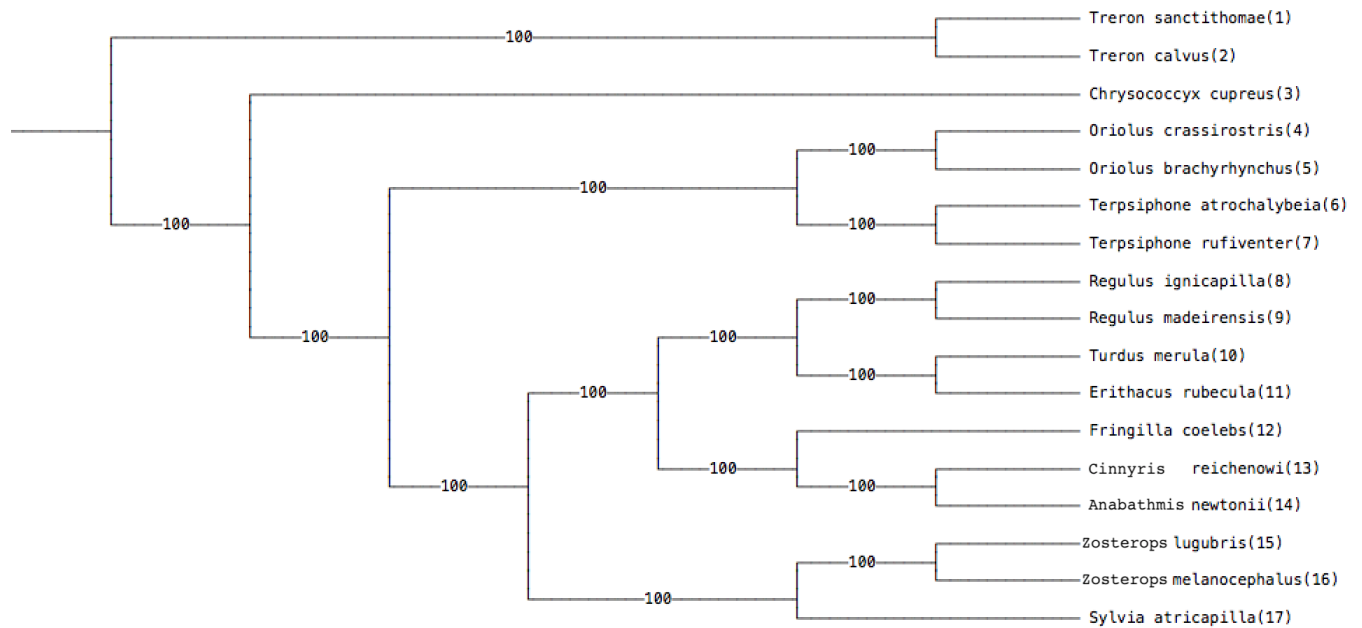 Treron sanctithomae(1)
100
Treron calvus(2)
Chrysococcyx cupreus(3)
Oriolus crassirostris(4)
100
Oriolus brachyrhynchus(5)
100
Terpsiphone atrochalybeia(6)
100
100
Terpsiphone rufiventer(7)
Regulus ignicapilla(8)
100
Regulus madeirensis(9)
100
100
Turdus merula(10)
100
Erithacus rubecula(11)
100
Fringilla coelebs(12)
Cinnyris reichenowi(13)
100
100
100
Anabathmis newtonii(14)
Zosterops lugubris(15)
100
Zosterops melanocephalus(16)
100
Sylvia atricapilla(17)